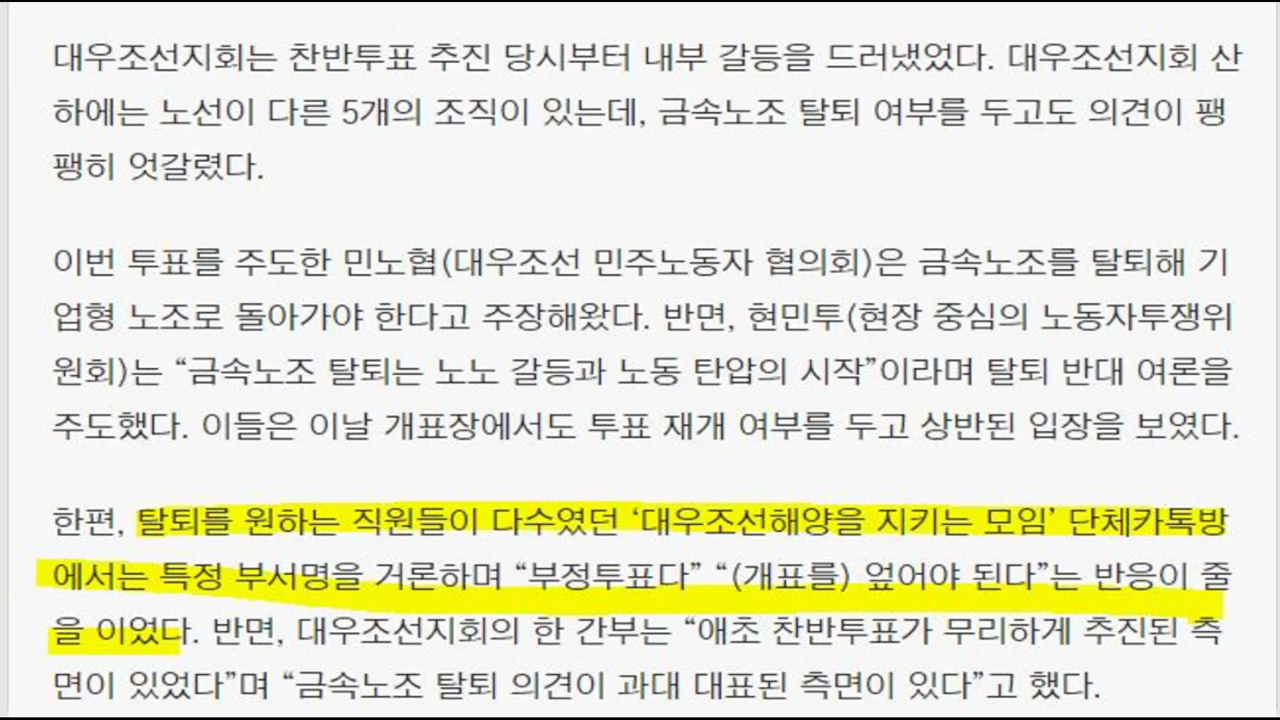 대우조선지회는 찬반투표 추진 당시부터 내부 갈등을 드러냈었다. 대우조선지회 산
하에는 노선이 다른 5개의 조직이 있는데, 금속노조 탈퇴 여부를 두고도 의견이 팽
팽히 엇갈렸다.
이번 투표를 주도한 민노협(대우조선 민주노동자 협의회)은 금속노조를 탈퇴해 기
업형 노조로 돌아가야 한다고 주장해왔다. 반면, 현민투(현장 중심의 노동자투쟁위
원회)는 “금속노조 탈퇴는 노노 갈등과 노동 탄압의 시작”이라며 탈퇴 반대 여론을
주도했다. 이들은 이날 개표장에서도 투표 재개 여부를 두고 상반된 입장을 보였다.
한편, 탈퇴를 원하는 직원들이 다수였던 ‘대우조선해양을 지키는 모임’ 단체카톡방
에서는 특정 부서명을 거론하며 “부정투표다” “(개표를) 엎어야 된다”는 반응이 줄
을 이었다. 반면, 대우조선지회의 한 간부는 “애초 찬반투표가 무리하게 추진된 측
면이 있었다”며 “금속노조 탈퇴 의견이 과대 대표된 측면이 있다”고 했다.